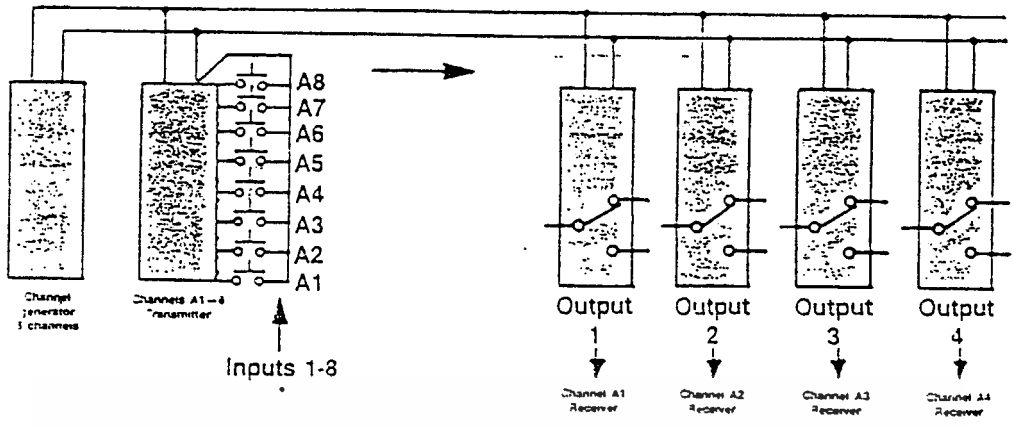 A8
A7
A6
A5
A4
A3
A2
A1
Channel
generator
channels
Channels A1-8
Transmitter
Inputs 1-8
Output
1
Output
2
Output
3
Output
4
Channel A1
Receiver
Channel A2
Receiver
Channel A3
Receiver
Channel A4
Receiver